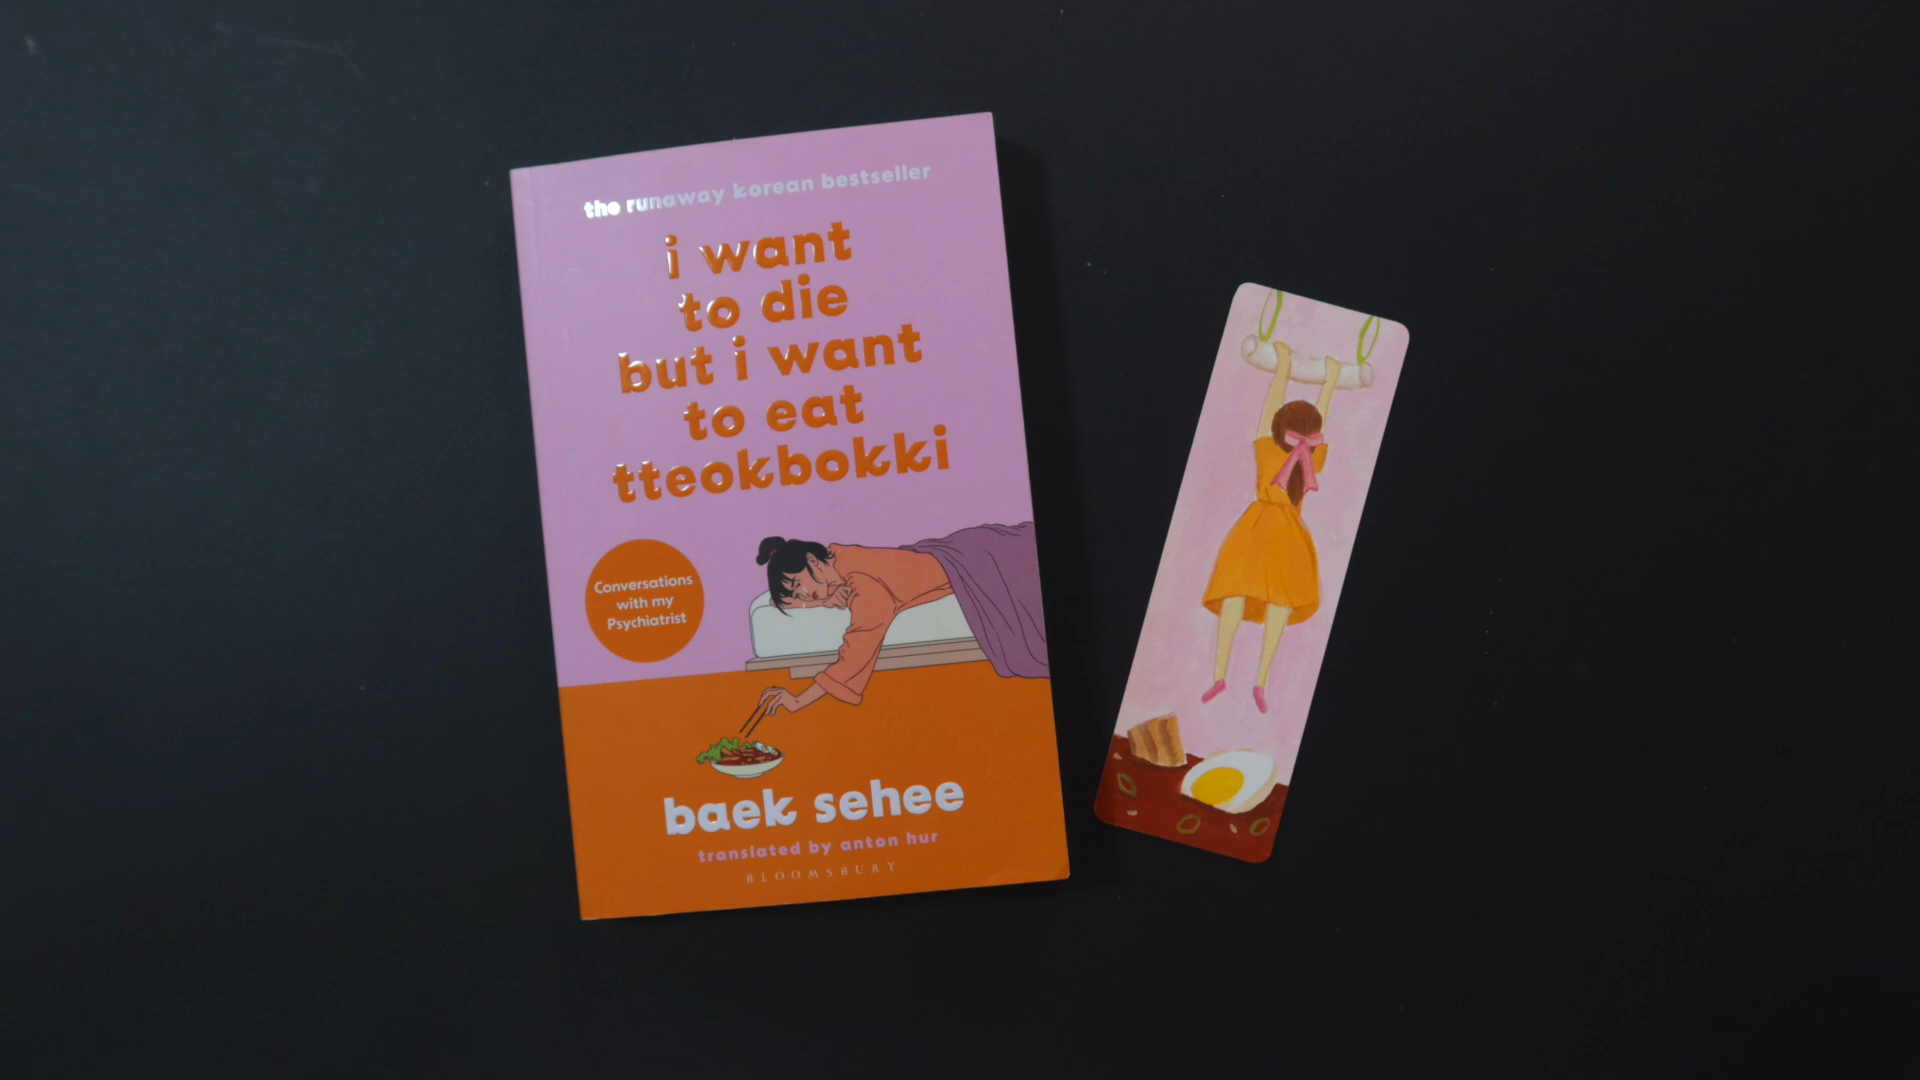 the runaway korean bestseller
i want
to die
but i want
to eat
tteokbokki
Conversations
with my
Psychiatrist
baek sehee
translated by anton hur
BLOOMSBURY